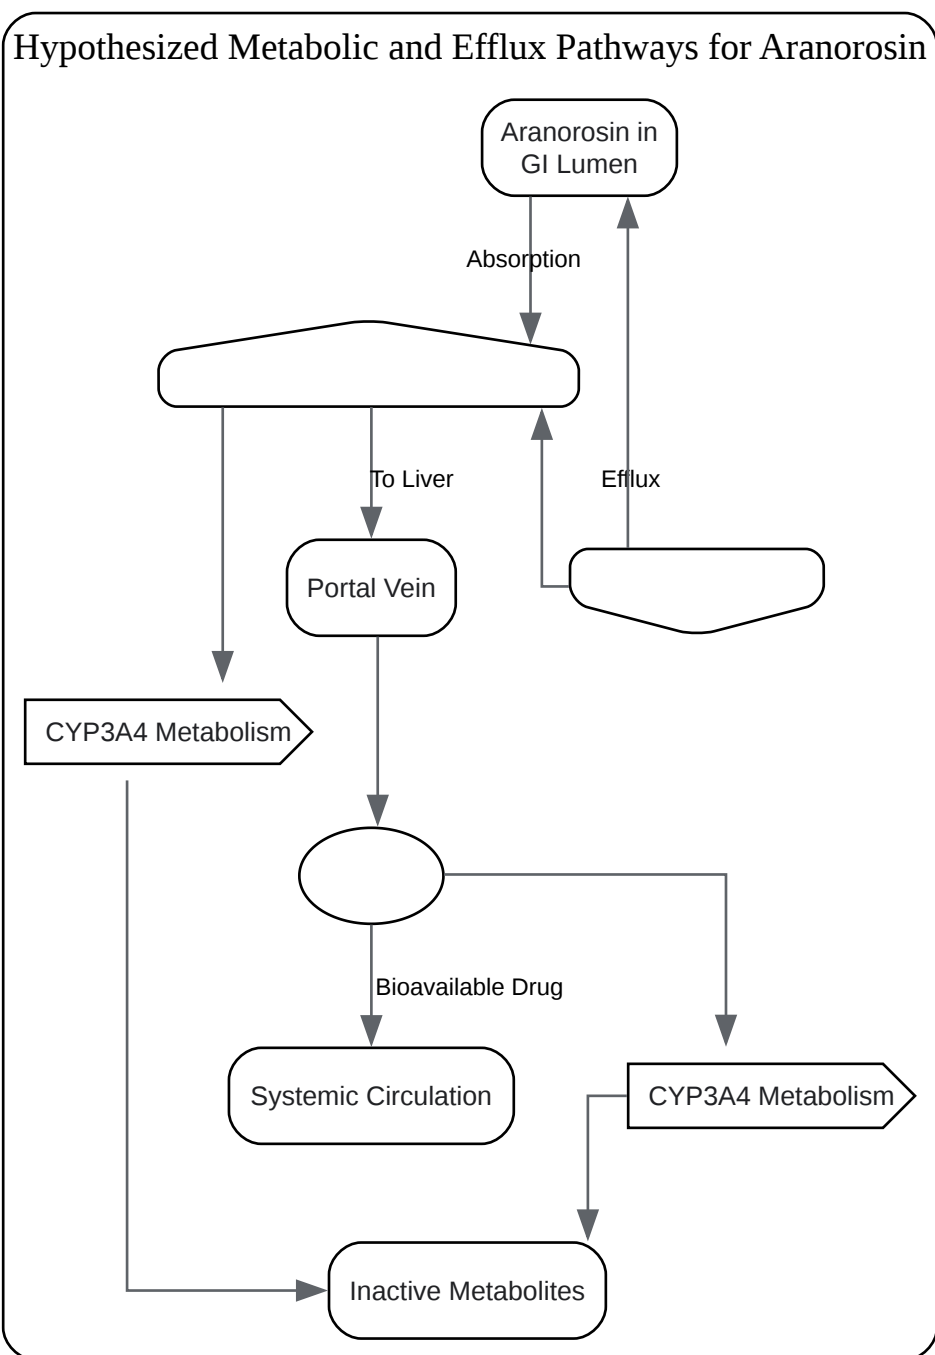 Hypothesized Metabolic and Efflux Pathways for Aranorosin
Aranorosin in
GI Lumen
Absorption
To Liver
Efflux
Portal Vein
CYP3A4 Metabolism
Bioavailable Drug
Systemic Circulation
CYP3A4 Metabolism
Inactive Metabolites